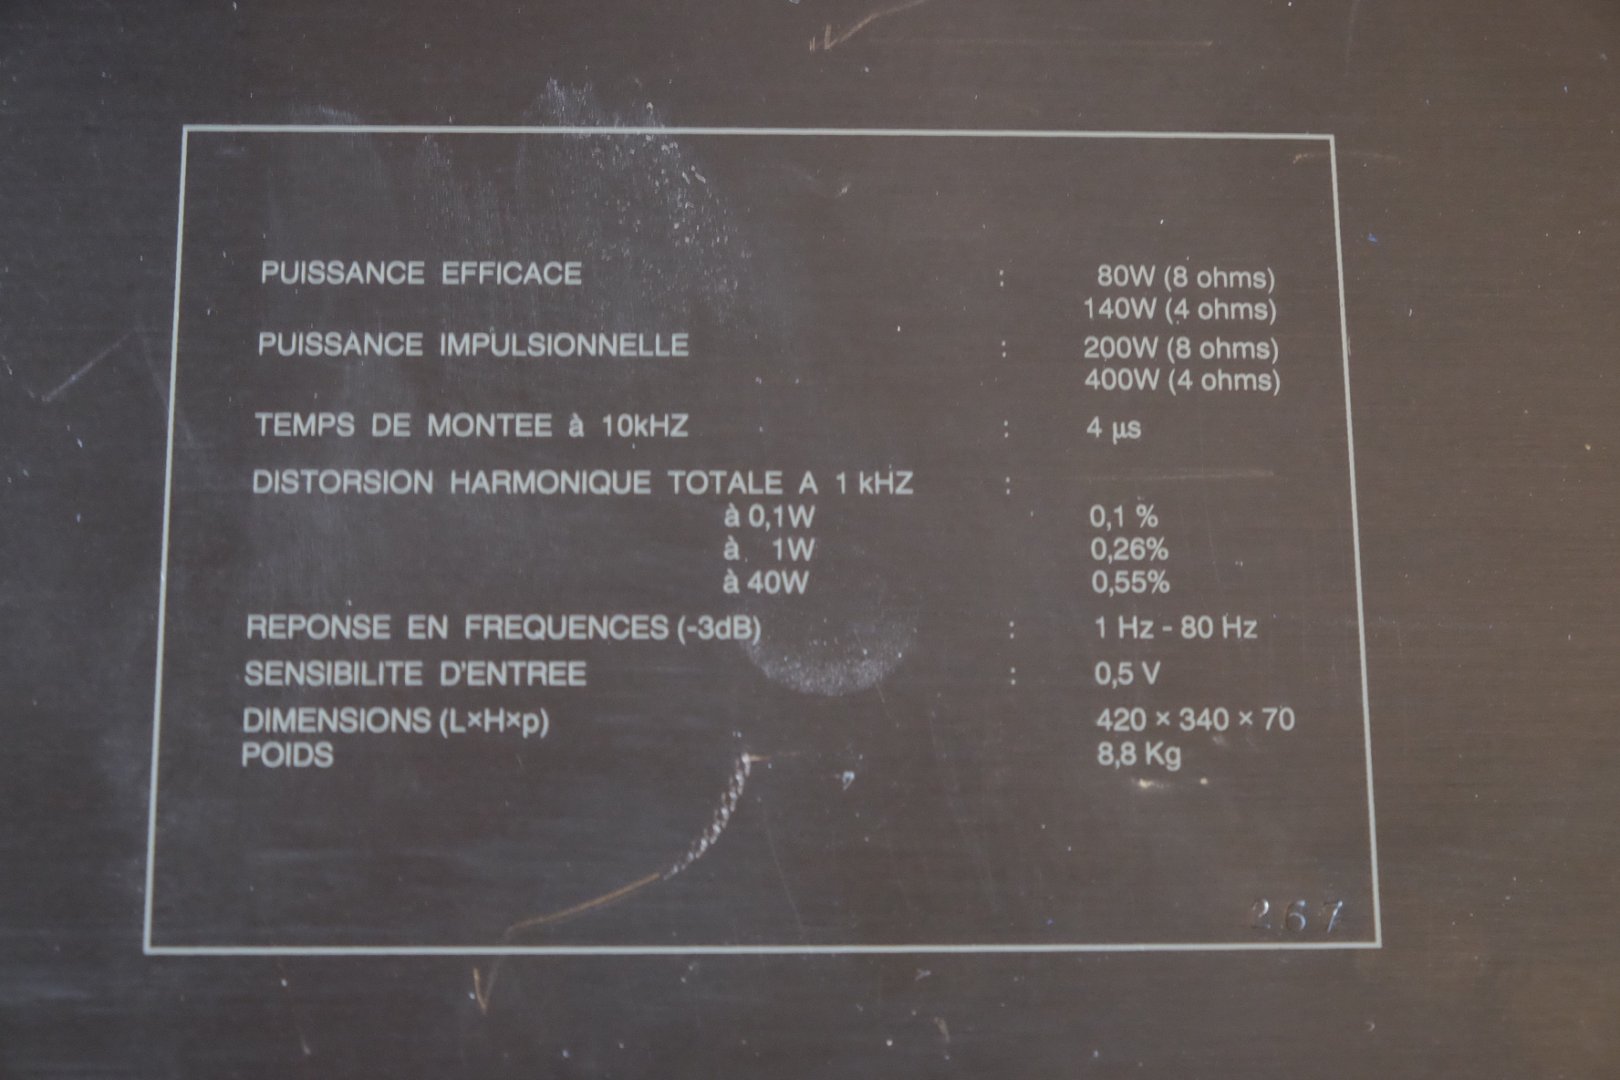 PUISSANCE EFFICACE : 80W (8 ohms)
140W (4 ohms)
PUISSANCE IMPULSIONNELLE : 200W (8 ohms)
400W (4 ohms)
TEMPS DE MONTEE à 10kHZ : 4 µs
DISTORSION HARMONIQUE TOTALE A 1 kHZ :
à 0,1W 0,1 %
à 1W 0,26%
à 40W 0,55%
REPONSE EN FREQUENCES (-3dB) : 1 Hz - 80 Hz
SENSIBILITE D'ENTREE : 0,5 V
DIMENSIONS (L×H×p) 420 × 340 × 70
POIDS 8,8 Kg
267